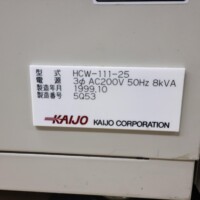 型式 HCW-111-25
電源 3φ AC200V 50Hz 8kVA
製造年月 1999.10
製造番号 5Q53
KAIJO KAIJO CORPORATION